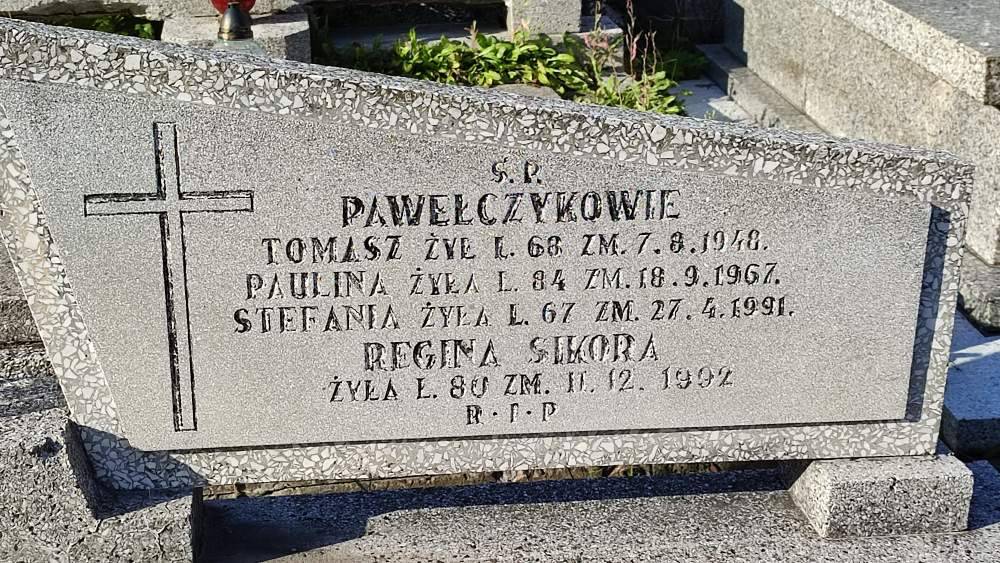 Ś. P.
PAWEŁCZYKOWIE
TOMASZ ŻYŁ L. 68 ZM. 7.8.1948.
PAULINA ŻYŁA L. 84 ZM. 18.9.1967.
STEFANIA ŻYŁA L. 67 ZM. 27.4.1991.
REGINA SIKORA
ŻYŁA L. 80 ZM. 11. 12. 1992
R·I·P